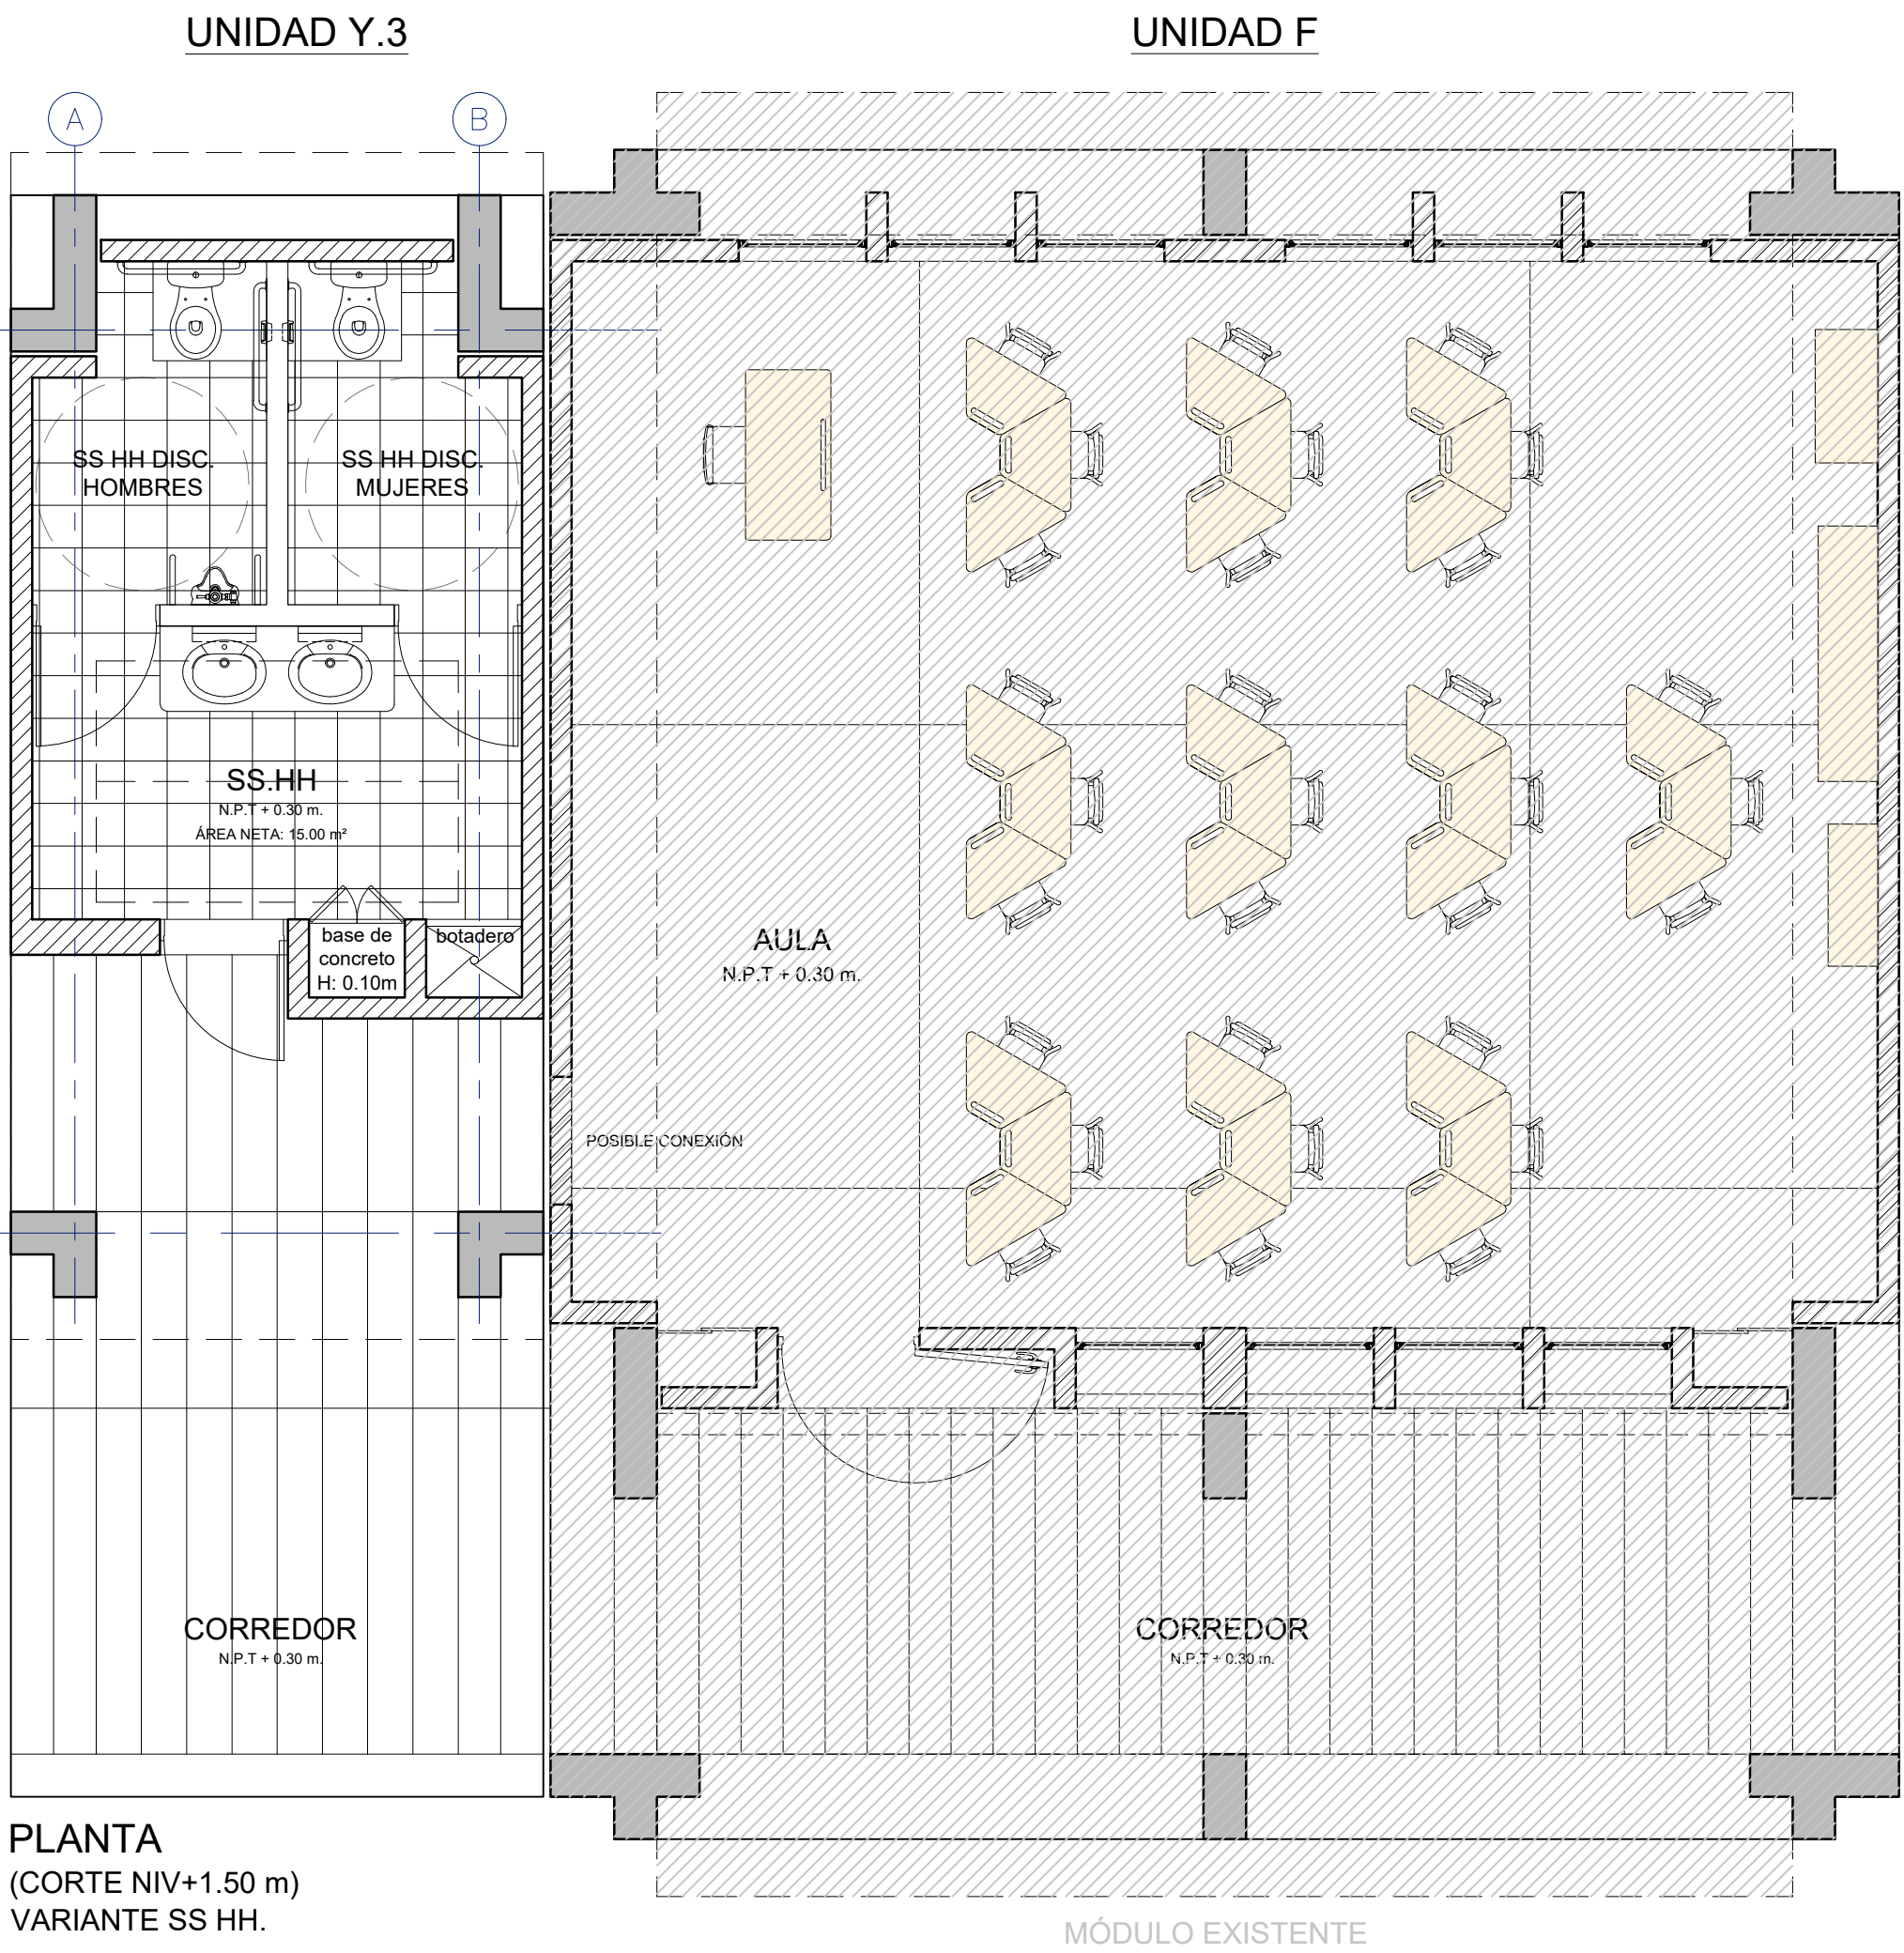 UNIDAD Y.3
UNIDAD F
A
B
SS HH DISC.
HOMBRES
SS HH DISC.
MUJERES
SS.HH
N.P.T + 0.30 m.
ÁREA NETA: 15.00 m²
base de
concreto
H: 0.10m
botadero
AULA
N.P.T + 0.30 m.
POSIBLE CONEXIÓN
CORREDOR
N.P.T + 0.30 m.
CORREDOR
N.P.T + 0.30 m.
PLANTA
(CORTE NIV+1.50 m)
VARIANTE SS HH.
MÓDULO EXISTENTE